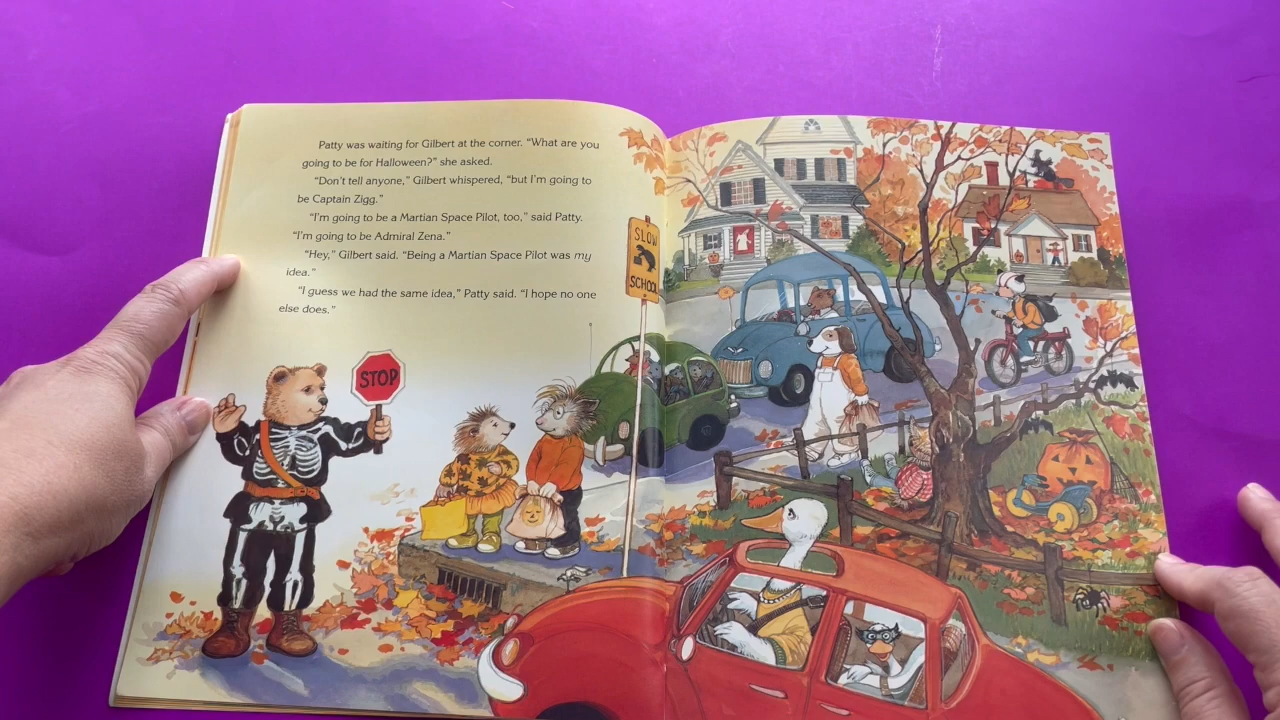 Patty was waiting for Gilbert at the corner. “What are you
going to be for Halloween?” she asked.
“Don’t tell anyone,” Gilbert whispered, “but I’m going to
be Captain Zigg.”
“I’m going to be a Martian Space Pilot, too,” said Patty.
“I’m going to be Admiral Zena.”
“Hey,” Gilbert said. “Being a Martian Space Pilot was my
idea.”
“I guess we had the same idea,” Patty said. “I hope no one
else does.”
SLOW
SCHOOL
STOP